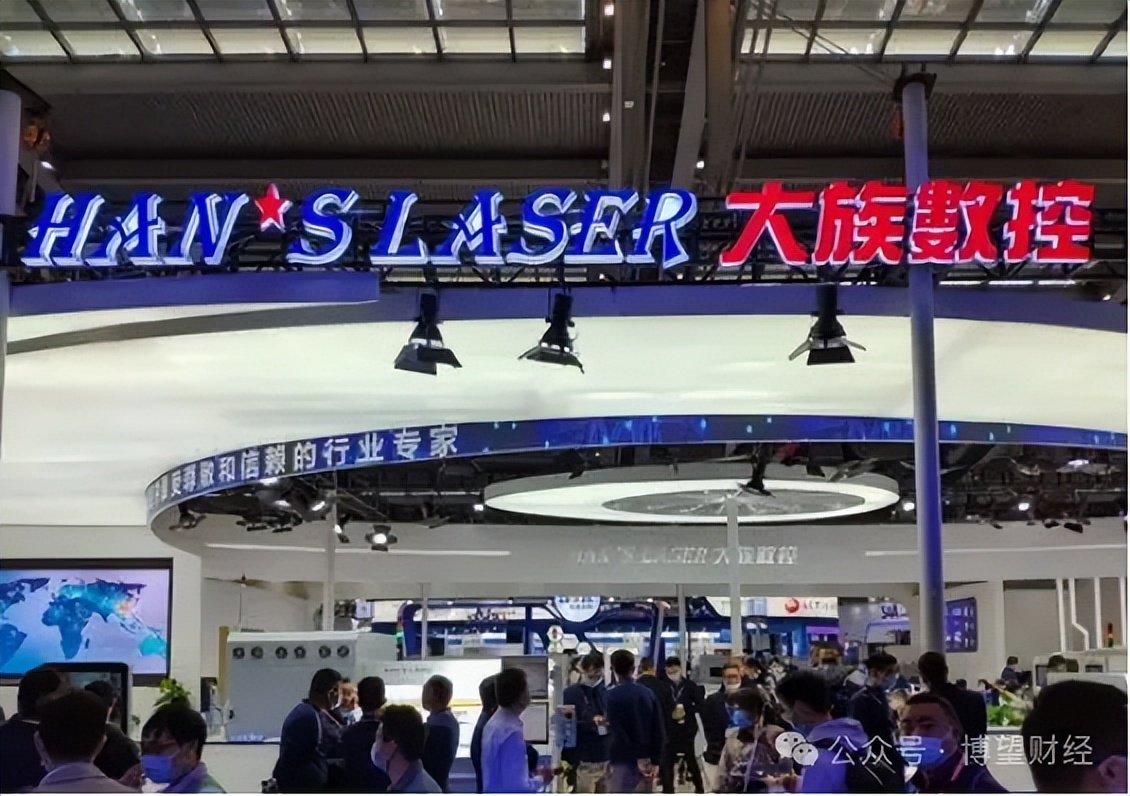 HAN★'S LASER 大族数控
受尊敬和信赖的行业专家
HAN'S LASER 大族数控
公众号 · 博望财经